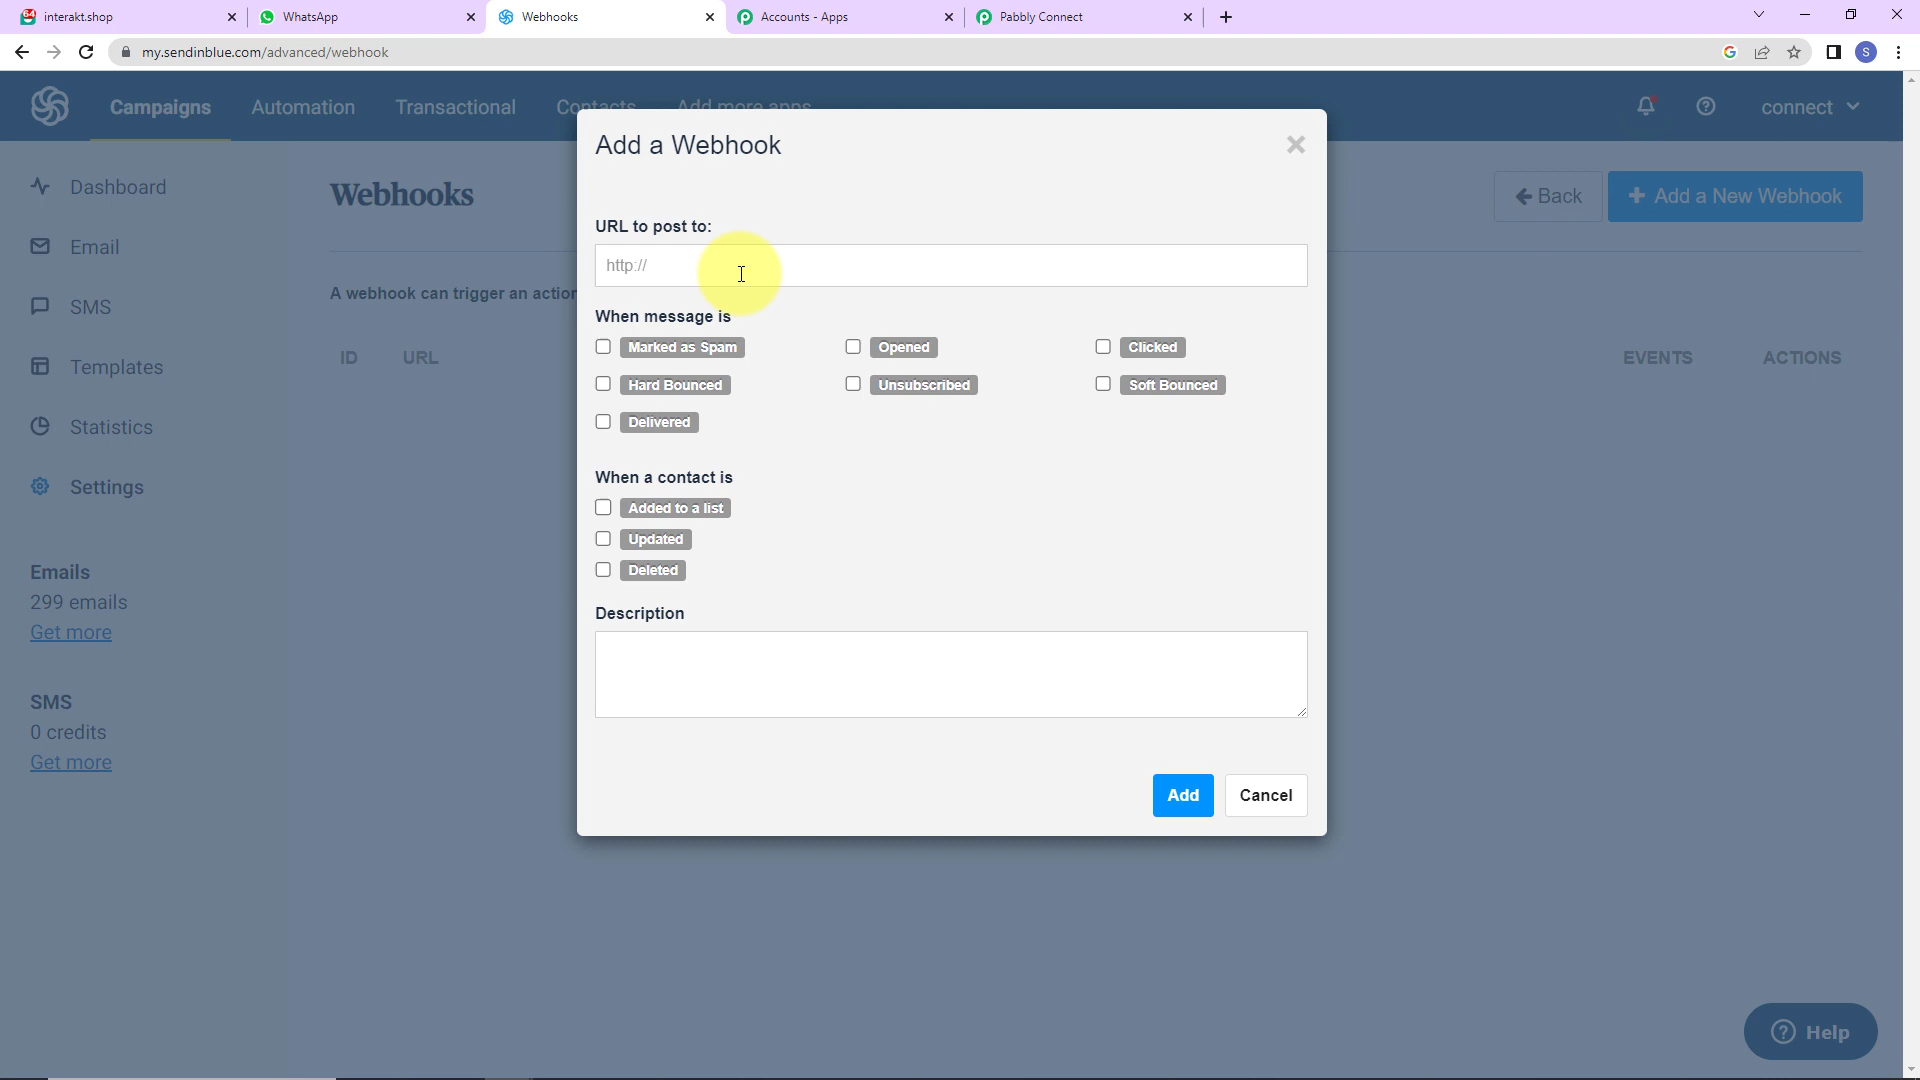 interakt.shop
WhatsApp
Webhooks
Accounts - Apps
Pabbly Connect
my.sendinblue.com/advanced/webhook
S
Campaigns
Automation
Transactional
Contacts
Add more apps
connect
Dashboard
Email
SMS
Templates
Statistics
Settings
Emails
299 emails
Get more
SMS
0 credits
Get more
Webhooks
Back
Add a New Webhook
A webhook can trigger an action
ID
URL
EVENTS
ACTIONS
Add a Webhook
URL to post to:
http://
When message is
Marked as Spam
Opened
Clicked
Hard Bounced
Unsubscribed
Soft Bounced
Delivered
When a contact is
Added to a list
Updated
Deleted
Description
Add
Cancel
Help